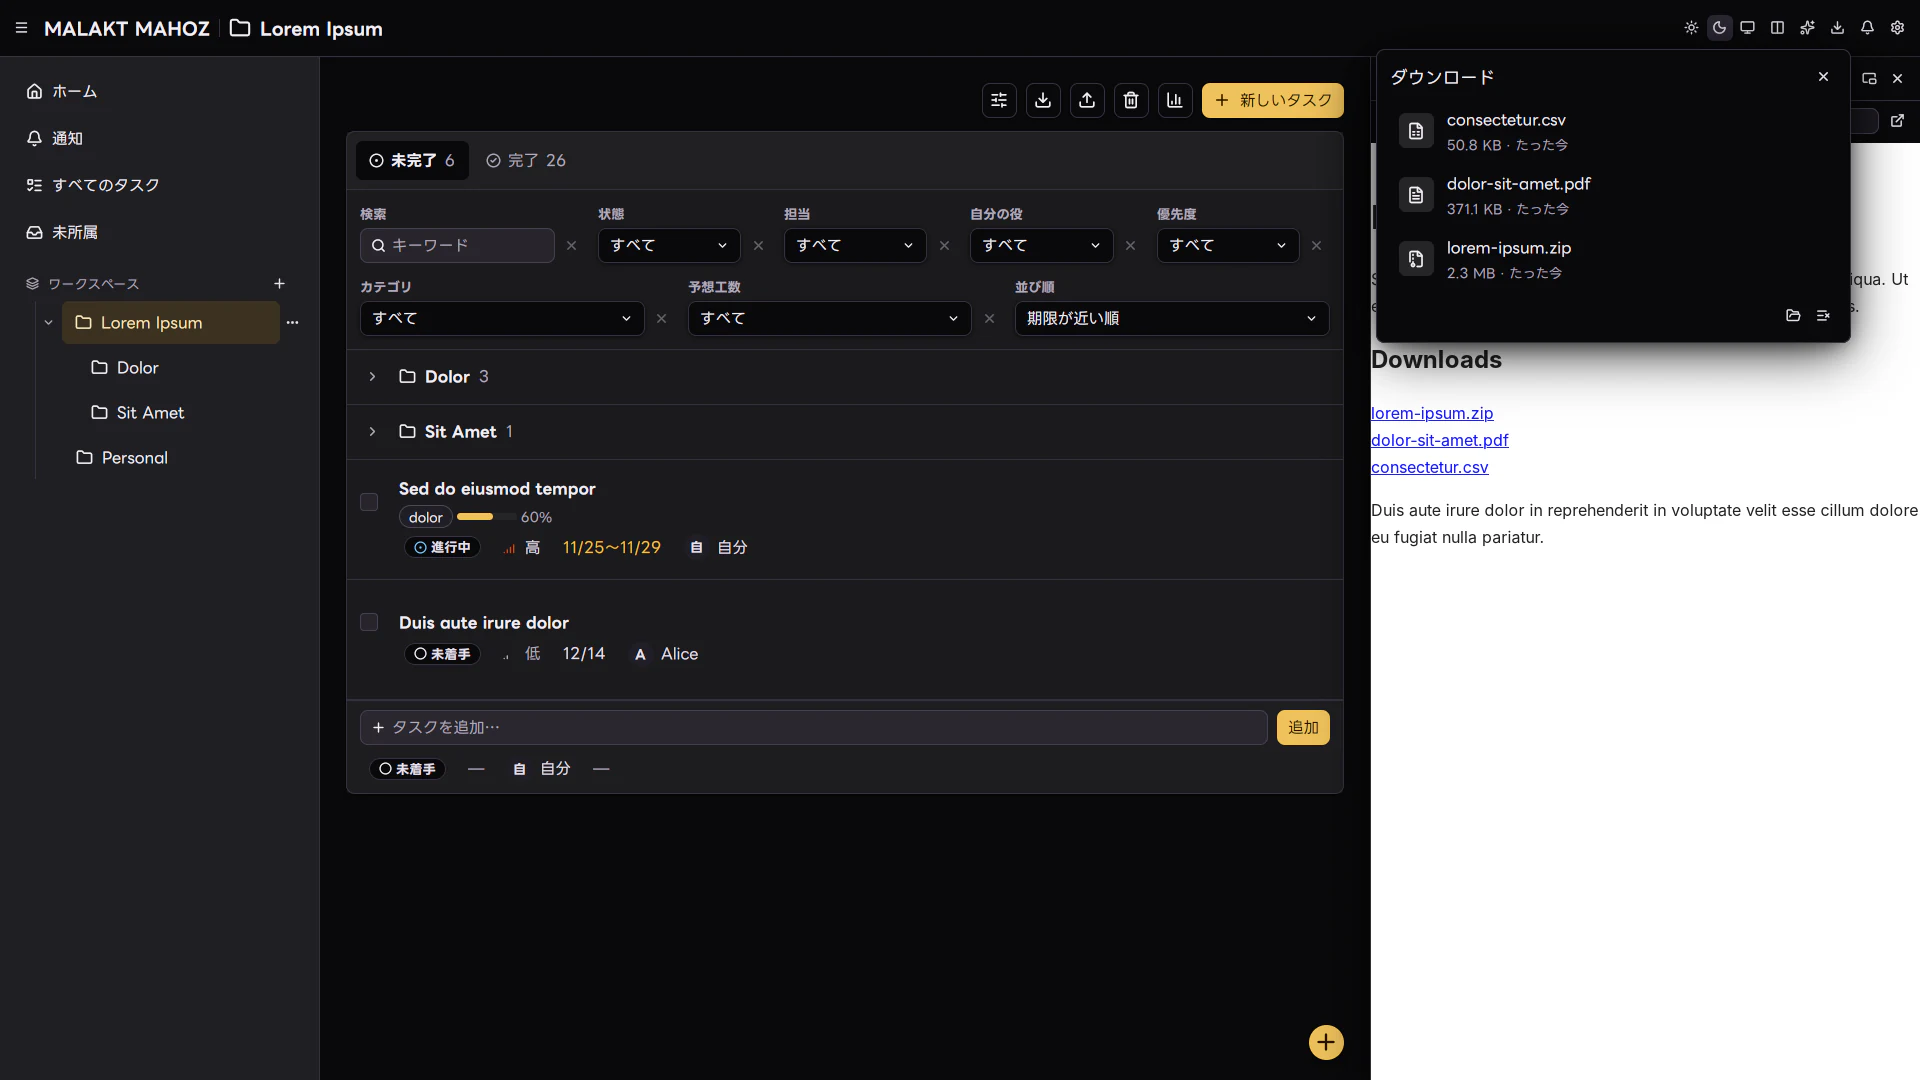 MALAKT MAHOZ
Lorem Ipsum
ホーム
通知
すべてのタスク
未所属
ワークスペース
Lorem Ipsum
Dolor
Sit Amet
Personal
新しいタスク
未完了 6
完了 26
検索
状態
担当
自分の役
優先度
キーワード
すべて
すべて
すべて
すべて
カテゴリ
予想工数
並び順
すべて
すべて
期限が近い順
Dolor 3
Sit Amet 1
Sed do eiusmod tempor
dolor 60%
進行中 高 11/25〜11/29 自 自分
Duis aute irure dolor
未着手 低 12/14 A Alice
タスクを追加…
追加
未着手 — 自 自分 —
ダウンロード
consectetur.csv
50.8 KB · たった今
dolor-sit-amet.pdf
371.1 KB · たった今
lorem-ipsum.zip
2.3 MB · たった今
Ut
Downloads
lorem-ipsum.zip
dolor-sit-amet.pdf
consectetur.csv
Duis aute irure dolor in reprehenderit in voluptate velit esse cillum dolore
eu fugiat nulla pariatur.